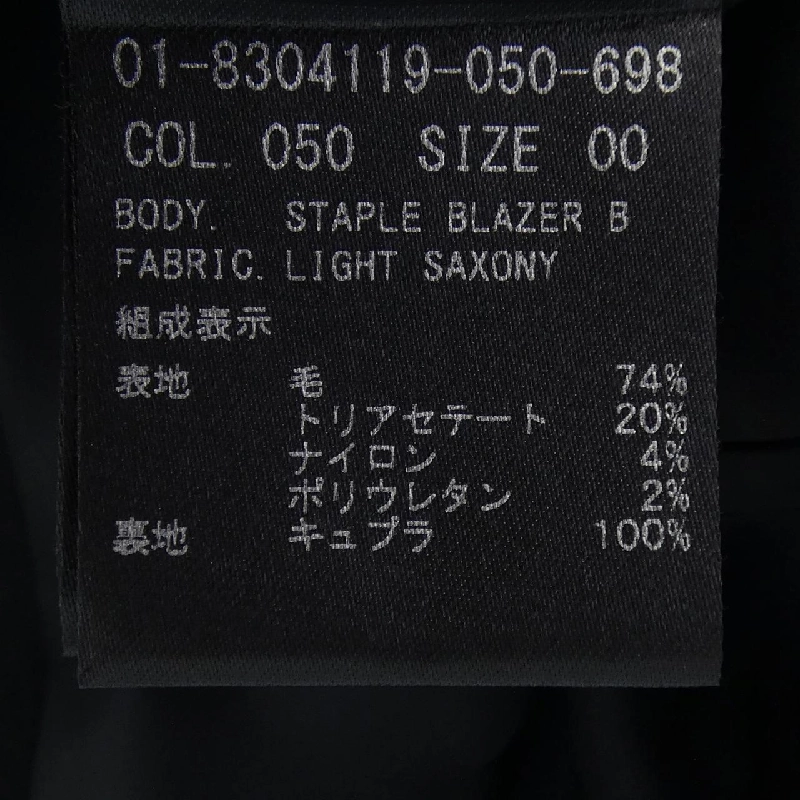 01-8304119-050-698
COL. 050 SIZE 00
BODY. STAPLE BLAZER B
FABRIC. LIGHT SAXONY
組成表示
表地 毛 74%
トリアセテート 20%
ナイロン 4%
ポリウレタン 2%
裏地 キュプラ 100%